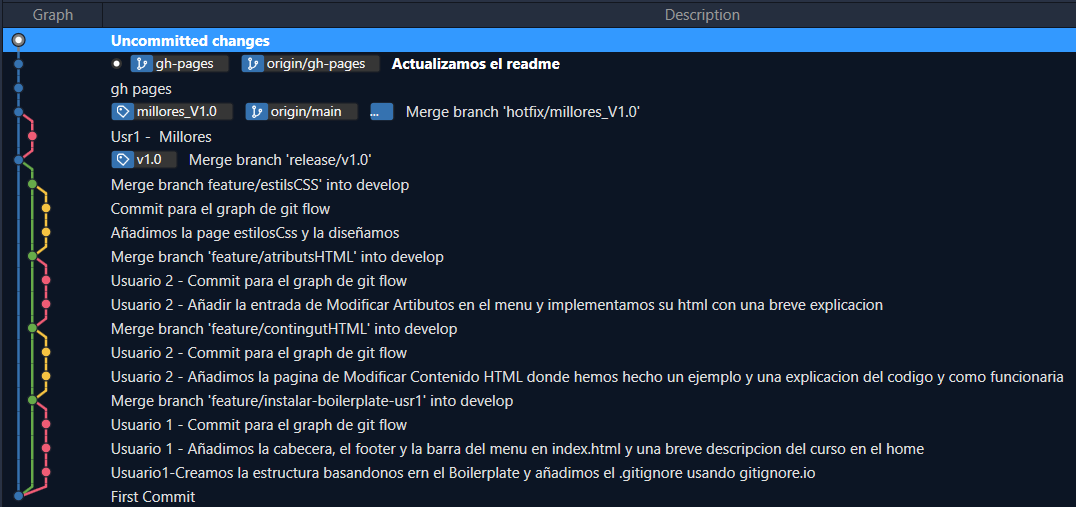 Graph Description
Uncommitted changes
gh-pages origin/gh-pages Actualizamos el readme
gh pages
millores_V1.0 origin/main ... Merge branch 'hotfix/millores_V1.0'
Usr1 - Millores
v1.0 Merge branch 'release/v1.0'
Merge branch feature/estilsCSS' into develop
Commit para el graph de git flow
Añadimos la page estilosCss y la diseñamos
Merge branch 'feature/atributsHTML' into develop
Usuario 2 - Commit para el graph de git flow
Usuario 2 - Añadir la entrada de Modificar Artibutos en el menu y implementamos su html con una breve explicacion
Merge branch 'feature/contingutHTML' into develop
Usuario 2 - Commit para el graph de git flow
Usuario 2 - Añadimos la pagina de Modificar Contenido HTML donde hemos hecho un ejemplo y una explicacion del codigo y como funcionaria
Merge branch 'feature/instalar-boilerplate-usr1' into develop
Usuario 1 - Commit para el graph de git flow
Usuario 1 - Añadimos la cabecera, el footer y la barra del menu en index.html y una breve descripcion del curso en el home
Usuario1-Creamos la estructura basandonos ern el Boilerplate y añadimos el .gitignore usando gitignore.io
First Commit